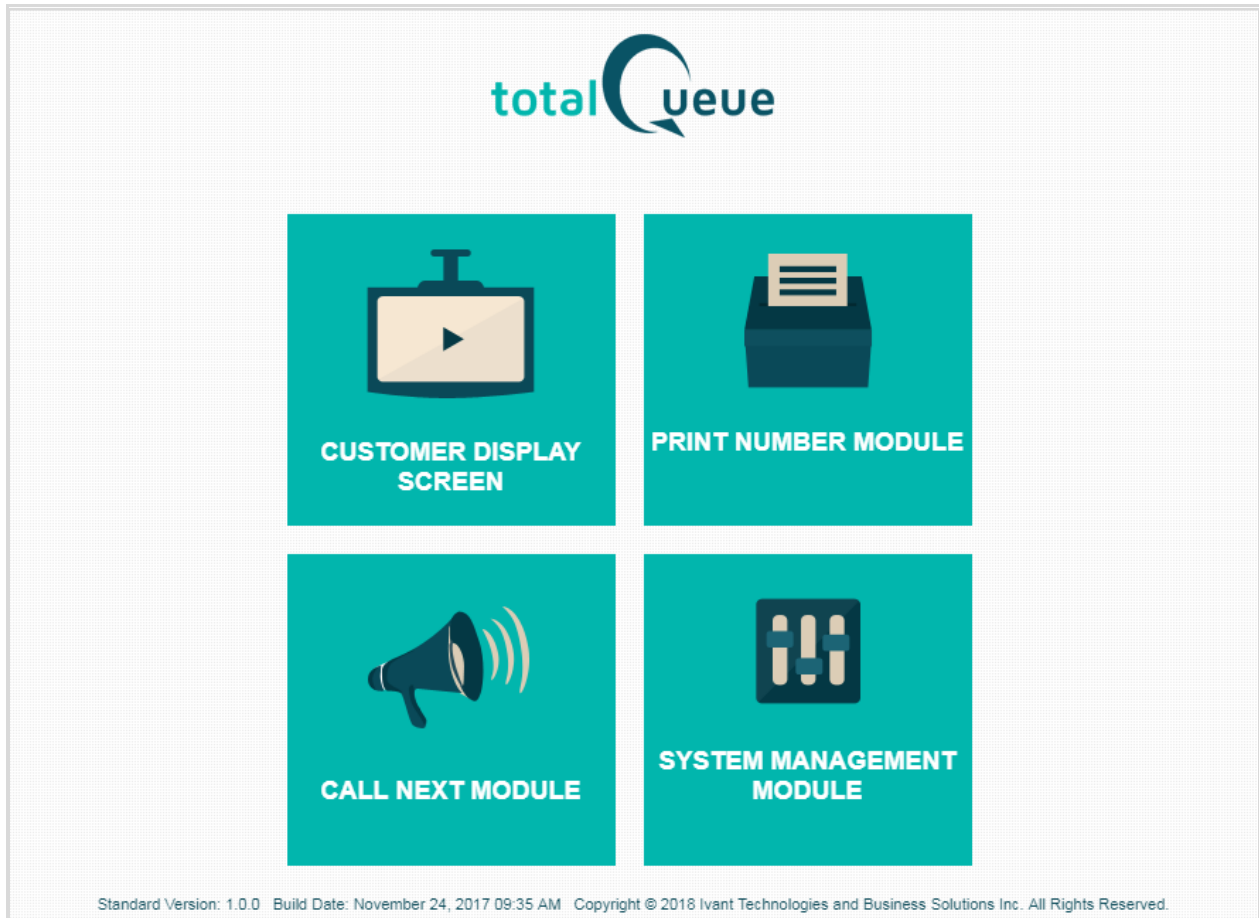 totalQueue
CUSTOMER DISPLAY
SCREEN
PRINT NUMBER MODULE
CALL NEXT MODULE
SYSTEM MANAGEMENT
MODULE
Standard Version: 1.0.0 Build Date: November 24, 2017 09:35 AM Copyright © 2018 Ivant Technologies and Business Solutions Inc. All Rights Reserved.